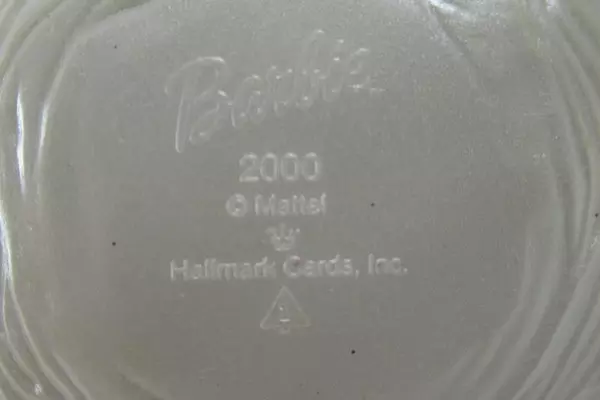 Barbie
2000
© Mattel
Hallmark Cards, Inc.